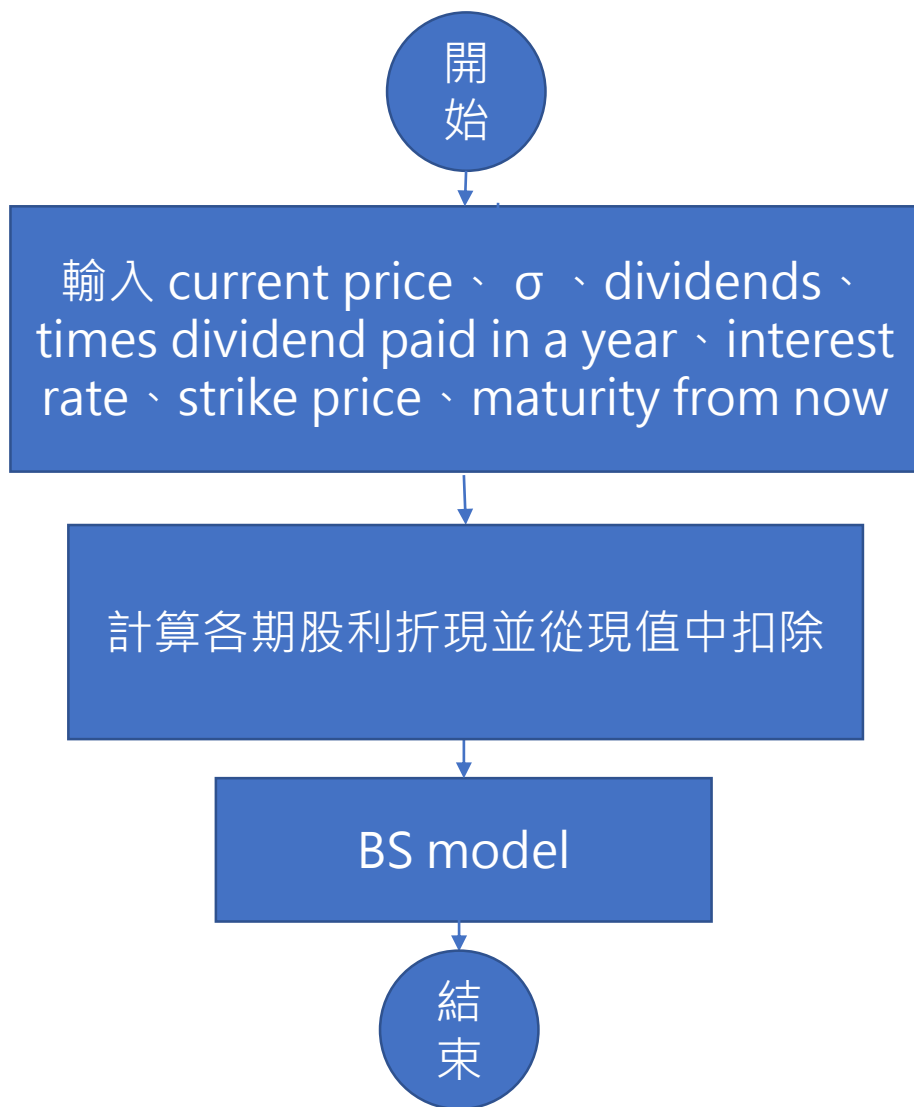 開
始
輸入 current price、 σ 、dividends、
times dividend paid in a year、interest
rate、strike price、maturity from now
計算各期股利折現並從現值中扣除
BS model
結
束